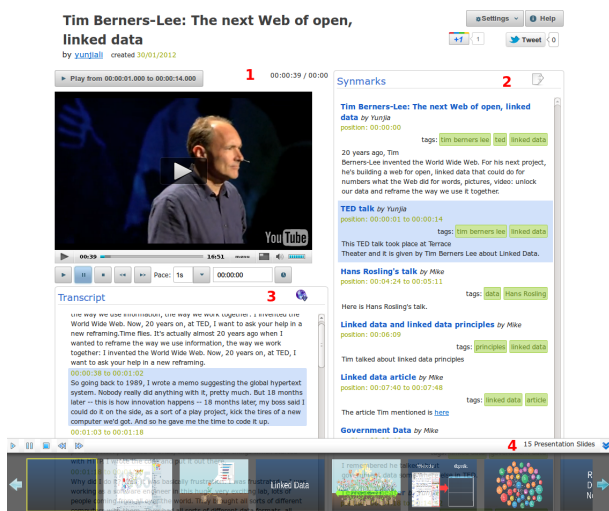 Tim Berners-Lee: The next Web of open,
linked data
by yunjiali created 30/01/2012
Settings
Help
+1 1
Tweet 0
Play from 00:00:01.000 to 00:00:14.000
1
00:00:39 / 00:00
YouTube
00:39
16:51
Pace: 1s
00:00:00
Synmarks
2
Tim Berners-Lee: The next Web of open, linked
data by Yunjia
position: 00:00:00
tags: tim berners lee ted linked data
20 years ago, Tim
Berners-Lee invented the World Wide Web. For his next project,
he's building a web for open, linked data that could do for
numbers what the Web did for words, pictures, video: unlock
our data and reframe the way we use it together.
TED talk by Yunjia
position: 00:00:01 to 00:00:14
tags: tim berners lee linked data
This TED talk took place at Terrace
Theater and it is given by Tim Berners Lee about Linked Data.
Hans Rosling's talk by Mike
position: 00:04:24 to 00:05:11
tags: data Hans Rosling
Here is Hans Rosling's talk.
Linked data and linked data principles by Mike
position: 00:06:09
tags: principles linked data
Tim talked about linked data principles
Linked data article by Mike
position: 00:07:40 to 00:07:48
tags: linked data article
The article Tim mentioned is here
Government Data by Mike
Transcript
3
the way we use information, the way we work together: I invented the
World Wide Web. Now, 20 years on, at TED, I want to ask your help in a
new reframing.Time flies. It's actually almost 20 years ago when I
wanted to reframe the way we use information, the way we work
together: I invented the World Wide Web. Now, 20 years on, at TED, I
want to ask your help in a new reframing.
00:00:38 to 00:01:02
So going back to 1989, I wrote a memo suggesting the global hypertext
system. Nobody really did anything with it, pretty much. But 18 months
later -- this is how innovation happens -- 18 months later, my boss said I
could do it on the side, as a sort of play project, kick the tires of a new
computer we'd got. And so he gave me the time to code it up.
00:01:03 to 00:01:18
4
15 Presentation Slides
Linked Data